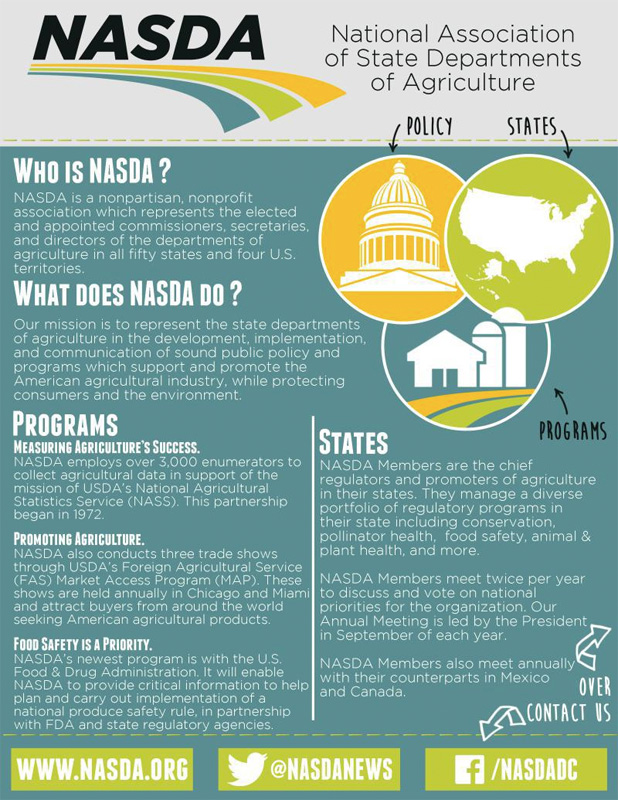 NASDA
National Association
of State Departments
of Agriculture
POLICY
STATES
WHO IS NASDA ?
NASDA is a nonpartisan, nonprofit
association which represents the elected
and appointed commissioners, secretaries,
and directors of the departments of
agriculture in all fifty states and four U.S.
territories.
WHAT DOES NASDA DO ?
Our mission is to represent the state departments
of agriculture in the development, implementation,
and communication of sound public policy and
programs which support and promote the
American agricultural industry, while protecting
consumers and the environment.
PROGRAMS
PROGRAMS
MEASURING AGRICULTURE'S SUCCESS.
NASDA employs over 3,000 enumerators to
collect agricultural data in support of the
mission of USDA's National Agricultural
Statistics Service (NASS). This partnership
began in 1972.
PROMOTING AGRICULTURE.
NASDA also conducts three trade shows
through USDA's Foreign Agricultural Service
(FAS) Market Access Program (MAP). These
shows are held annually in Chicago and Miami
and attract buyers from around the world
seeking American agricultural products.
FOOD SAFETY IS A PRIORITY.
NASDA's newest program is with the U.S.
Food & Drug Administration. It will enable
NASDA to provide critical information to help
plan and carry out implementation of a
national produce safety rule, in partnership
with FDA and state regulatory agencies.
STATES
NASDA Members are the chief
regulators and promoters of agriculture
in their states. They manage a diverse
portfolio of regulatory programs in
their state including conservation,
pollinator health, food safety, animal &
plant health, and more.
NASDA Members meet twice per year
to discuss and vote on national
priorities for the organization. Our
Annual Meeting is led by the President
in September of each year.
NASDA Members also meet annually
with their counterparts in Mexico
and Canada.
OVER
CONTACT US
WWW.NASDA.ORG
@NASDANEWS
/NASDADC